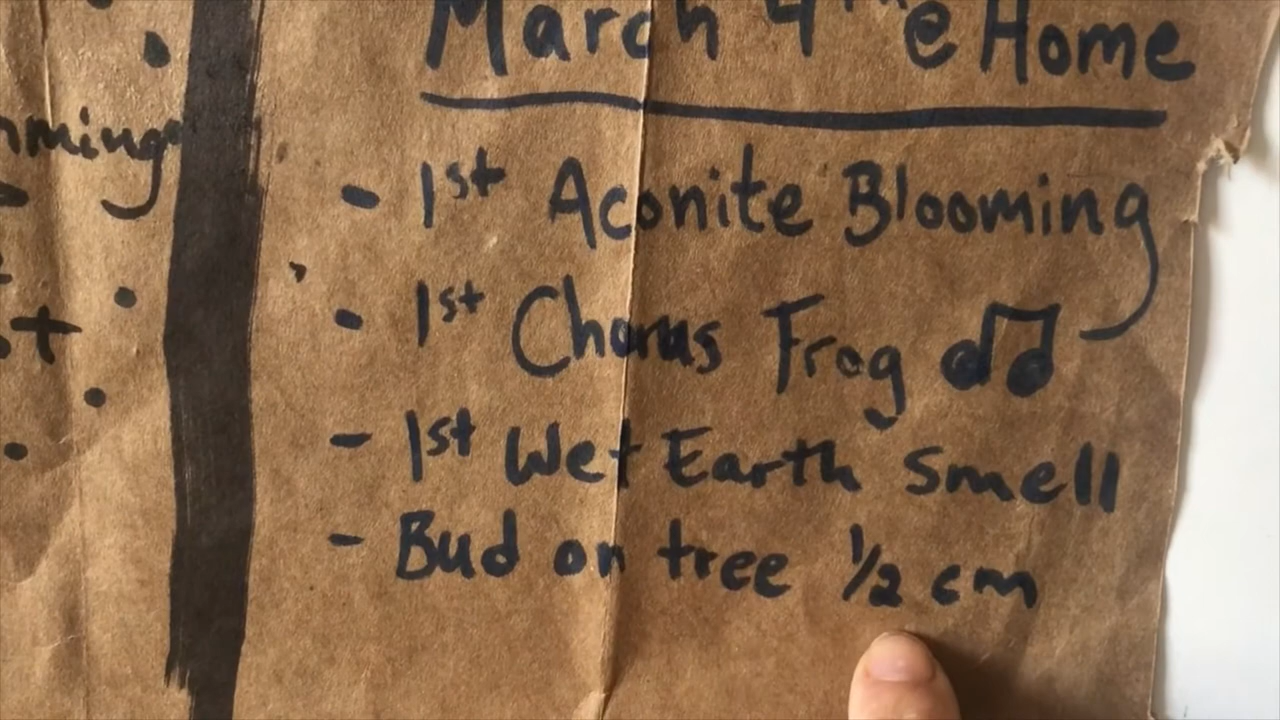 March 4th @ Home
- 1st Aconite Blooming
- 1st Chorus Frog ♫
- 1st Wet Earth Smell
- Bud on tree 1/2 cm